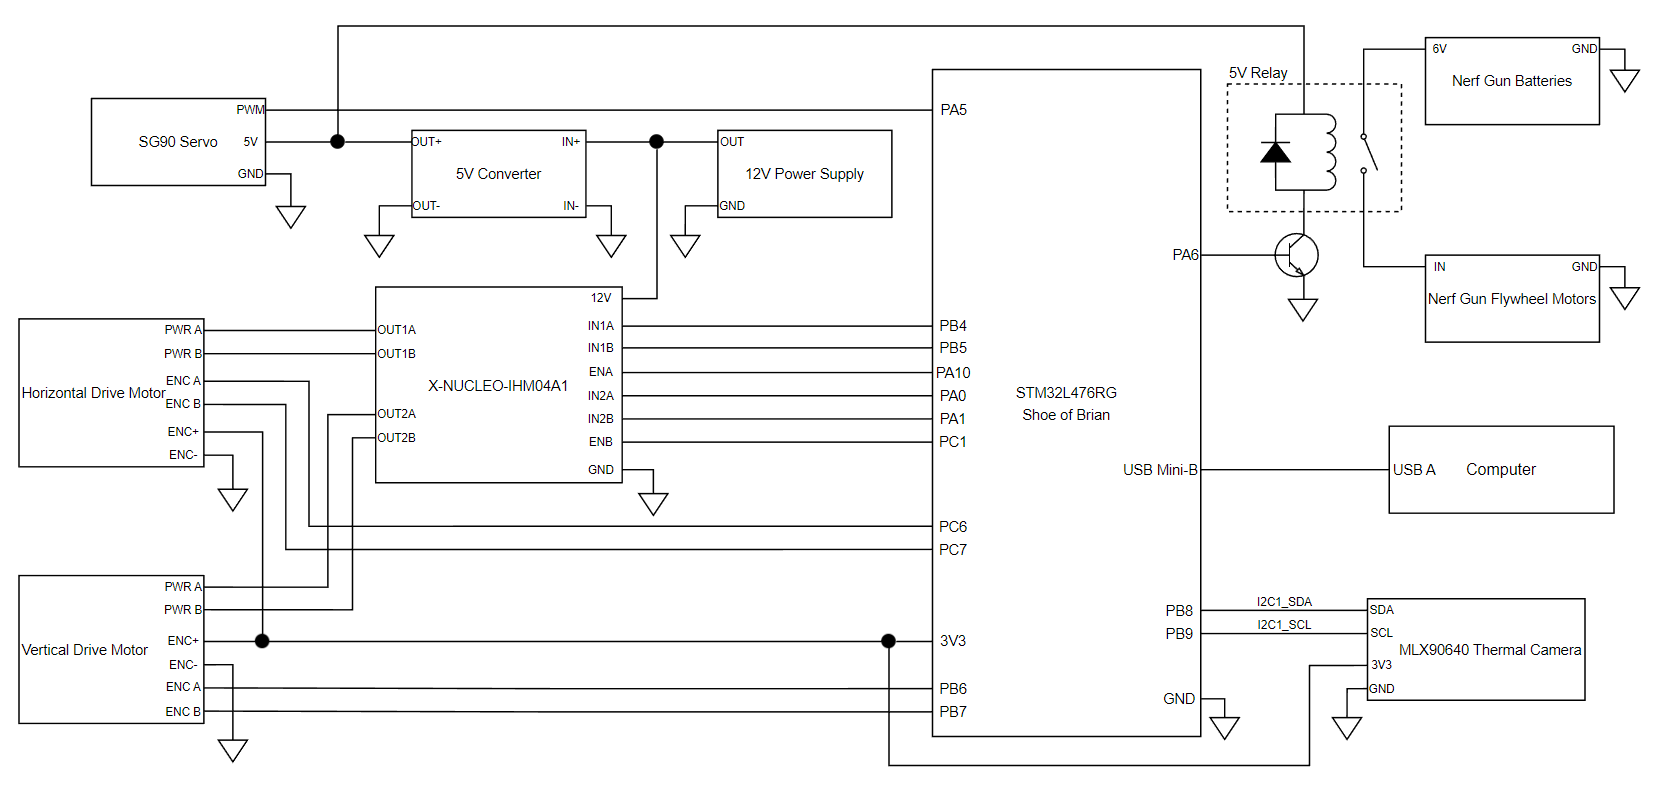 5V Relay
6V
GND
Nerf Gun Batteries
PWM
SG90 Servo
5V
GND
OUT+
IN+
5V Converter
OUT-
IN-
OUT
12V Power Supply
GND
PA5
PA6
IN
GND
Nerf Gun Flywheel Motors
12V
OUT1A
OUT1B
IN1A
IN1B
ENA
X-NUCLEO-IHM04A1
IN2A
OUT2A
IN2B
OUT2B
ENB
GND
PWR A
PWR B
ENC A
Horizontal Drive Motor
ENC B
ENC+
ENC-
PB4
PB5
PA10
PA0
PA1
PC1
STM32L476RG
Shoe of Brian
USB Mini-B
USB A
Computer
PC6
PC7
PWR A
PWR B
ENC+
Vertical Drive Motor
ENC-
ENC A
ENC B
3V3
PB6
PB7
PB8
PB9
GND
I2C1_SDA
I2C1_SCL
SDA
SCL
MLX90640 Thermal Camera
3V3
GND